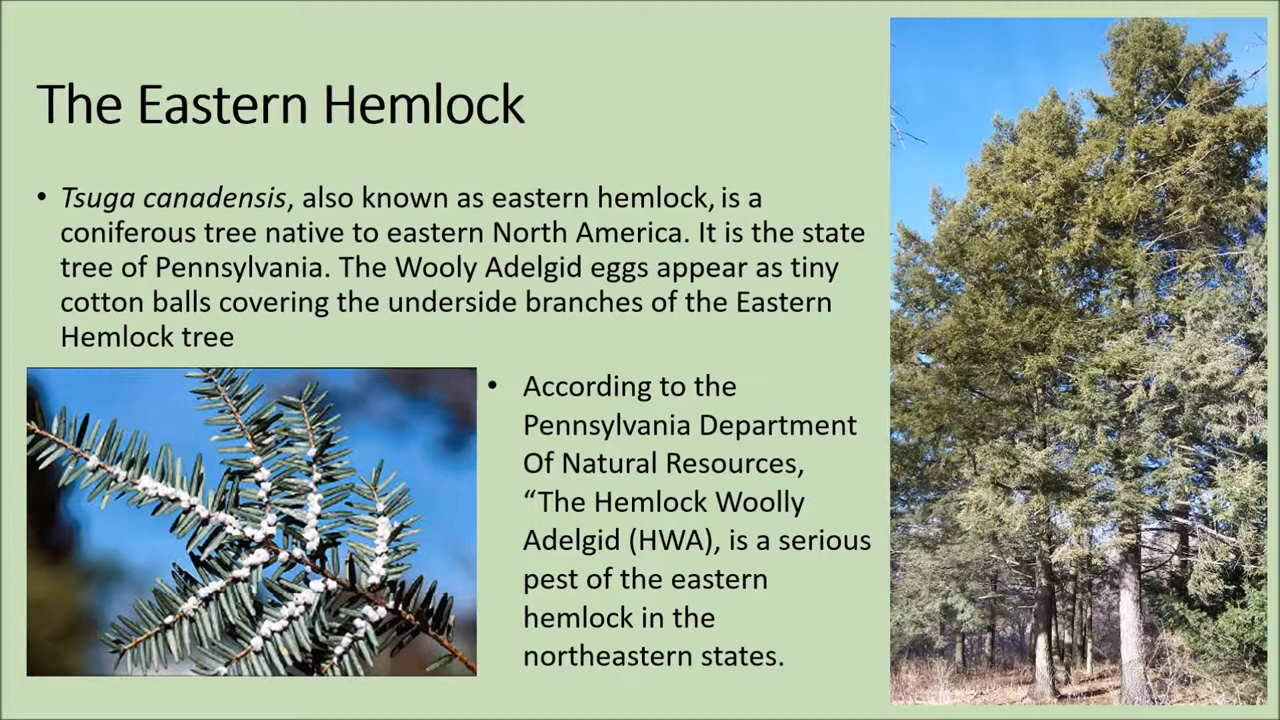 The Eastern Hemlock
• Tsuga canadensis, also known as eastern hemlock, is a
coniferous tree native to eastern North America. It is the state
tree of Pennsylvania. The Wooly Adelgid eggs appear as tiny
cotton balls covering the underside branches of the Eastern
Hemlock tree
• According to the
Pennsylvania Department
Of Natural Resources,
“The Hemlock Woolly
Adelgid (HWA), is a serious
pest of the eastern
hemlock in the
northeastern states.